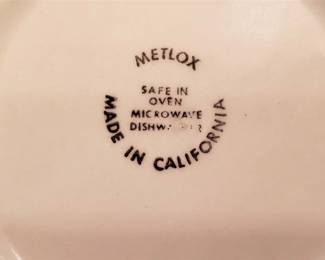 METLOX
SAFE IN
OVEN
MICROWAVE
MADE IN CALIFORNIA